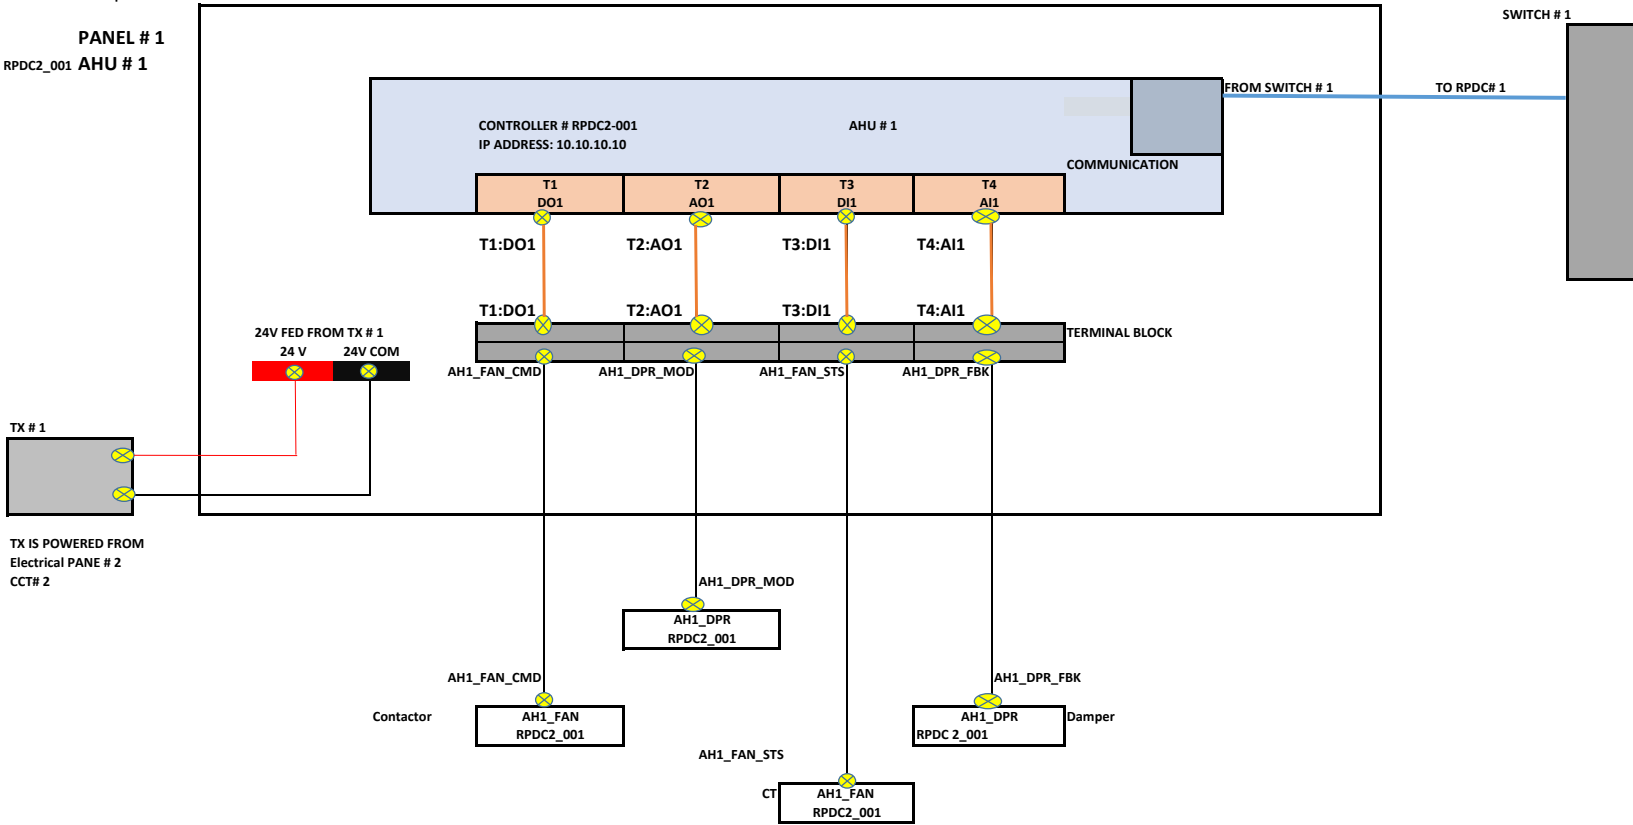 SWITCH # 1
PANEL # 1
RPDC2_001 AHU # 1
FROM SWITCH # 1
TO RPDC# 1
CONTROLLER # RPDC2-001
AHU # 1
IP ADDRESS: 10.10.10.10
COMMUNICATION
T1
T2
T3
T4
DO1
AO1
DI1
AI1
T1:DO1
T2:AO1
T3:DI1
T4:AI1
T1:DO1
T2:AO1
T3:DI1
T4:AI1
24V FED FROM TX # 1
TERMINAL BLOCK
24 V
24V COM
AH1_FAN_CMD
AH1_DPR_MOD
AH1_FAN_STS
AH1_DPR_FBK
TX # 1
TX IS POWERED FROM
Electrical PANE # 2
CCT# 2
AH1_DPR_MOD
AH1_DPR
RPDC2_001
AH1_FAN_CMD
AH1_DPR_FBK
Contactor
AH1_FAN
RPDC2_001
AH1_DPR
RPDC 2_001
Damper
AH1_FAN_STS
CT
AH1_FAN
RPDC2_001